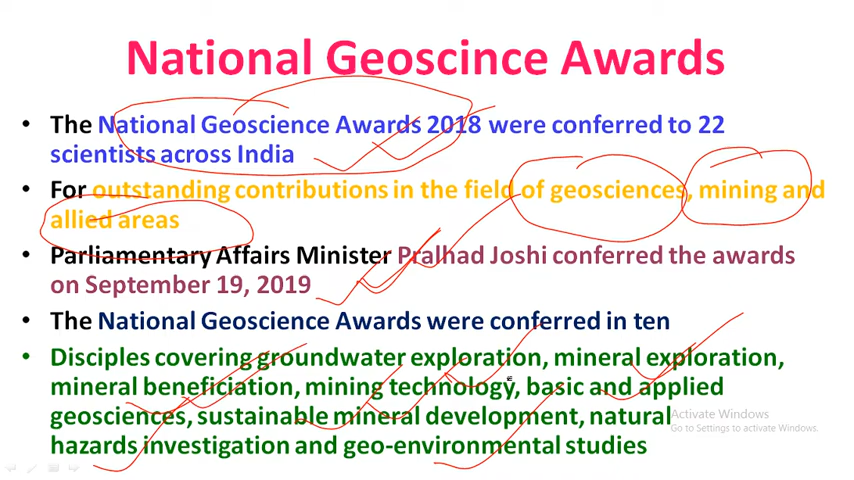 National Geoscince Awards
• The National Geoscience Awards 2018 were conferred to 22
scientists across India
• For outstanding contributions in the field of geosciences, mining and
allied areas
• Parliamentary Affairs Minister Pralhad Joshi conferred the awards
on September 19, 2019
• The National Geoscience Awards were conferred in ten
• Disciples covering groundwater exploration, mineral exploration,
mineral beneficiation, mining technology, basic and applied
geosciences, sustainable mineral development, natural
hazards investigation and geo-environmental studies
Activate Windows
Go to Settings to activate Windows.